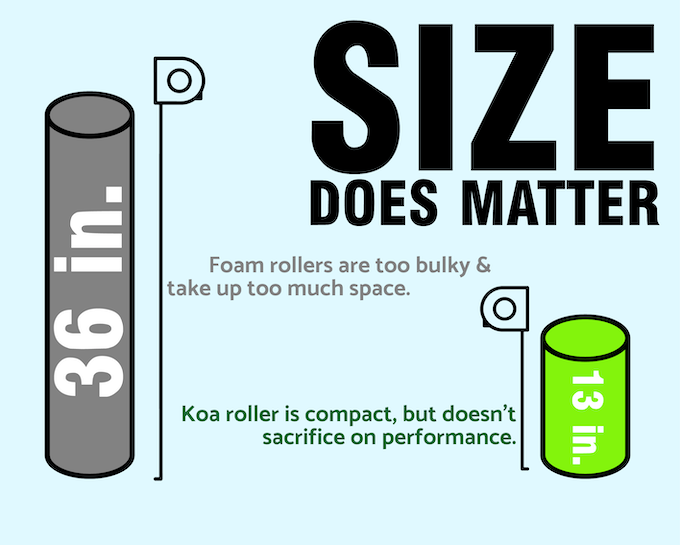 SIZE
DOES MATTER
36 in.
Foam rollers are too bulky &
take up too much space.
13 in.
Koa roller is compact, but doesn't
sacrifice on performance.